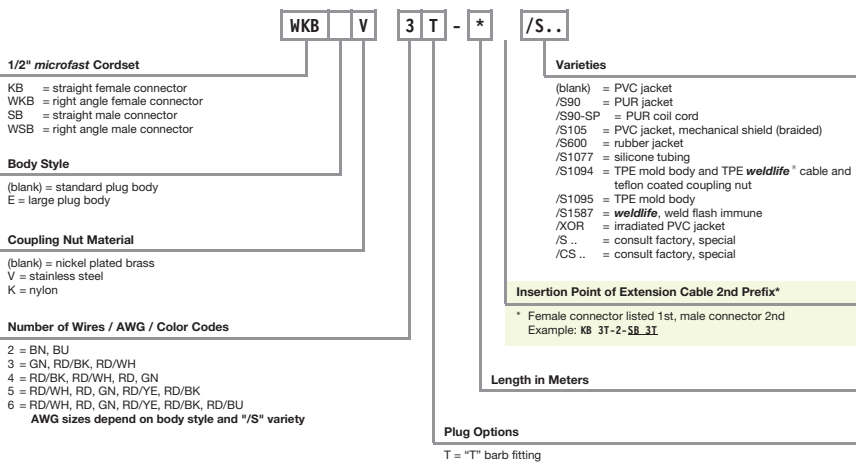 WKB V 3 T - * /S..
1/2" microfast Cordset
KB = straight female connector
WKB = right angle female connector
SB = straight male connector
WSB = right angle male connector
Body Style
(blank) = standard plug body
E = large plug body
Coupling Nut Material
(blank) = nickel plated brass
V = stainless steel
K = nylon
Number of Wires / AWG / Color Codes
2 = BN, BU
3 = GN, RD/BK, RD/WH
4 = RD/BK, RD/WH, RD, GN
5 = RD/WH, RD, GN, RD/YE, RD/BK
6 = RD/WH, RD, GN, RD/YE, RD/BK, RD/BU
AWG sizes depend on body style and "/S" variety
Varieties
(blank) = PVC jacket
/S90 = PUR jacket
/S90-SP = PUR coil cord
/S105 = PVC jacket, mechanical shield (braided)
/S600 = rubber jacket
/S1077 = silicone tubing
/S1094 = TPE mold body and TPE weldlife® cable and
teflon coated coupling nut
/S1095 = TPE mold body
/S1587 = weldlife, weld flash immune
/XOR = irradiated PVC jacket
/S .. = consult factory, special
/CS .. = consult factory, special
Insertion Point of Extension Cable 2nd Prefix*
* Female connector listed 1st, male connector 2nd
Example: KB 3T-2-SB 3T
Length in Meters
Plug Options
T = “T” barb fitting